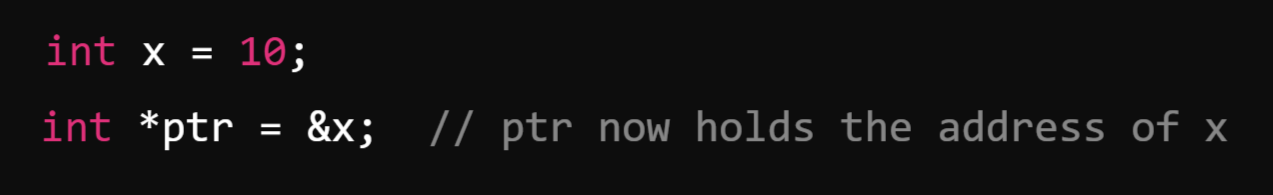 int x = 10;
int *ptr = &x;  // ptr now holds the address of x